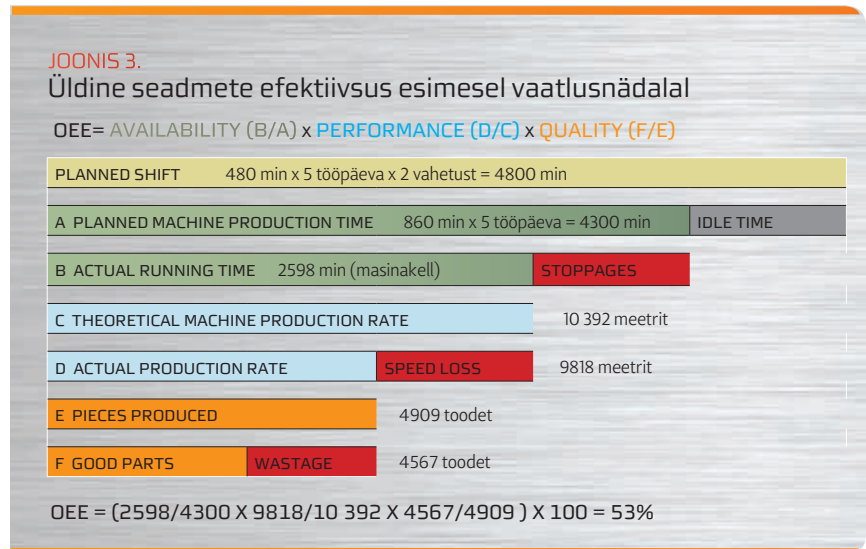 JOONIS 3.
Üldine seadmete efektiivsus esimesel vaatlusnädalal
OEE= AVAILABILITY (B/A) x PERFORMANCE (D/C) x QUALITY (F/E)
PLANNED SHIFT 480 min x 5 tööpäeva x 2 vahetust = 4800 min
A PLANNED MACHINE PRODUCTION TIME 860 min x 5 tööpäeva = 4300 min IDLE TIME
B ACTUAL RUNNING TIME 2598 min (masinakell) STOPPAGES
C THEORETICAL MACHINE PRODUCTION RATE 10 392 meetrit
D ACTUAL PRODUCTION RATE SPEED LOSS 9818 meetrit
E PIECES PRODUCED 4909 toodet
F GOOD PARTS WASTAGE 4567 toodet
OEE = (2598/4300 X 9818/10 392 X 4567/4909 ) X 100 = 53%